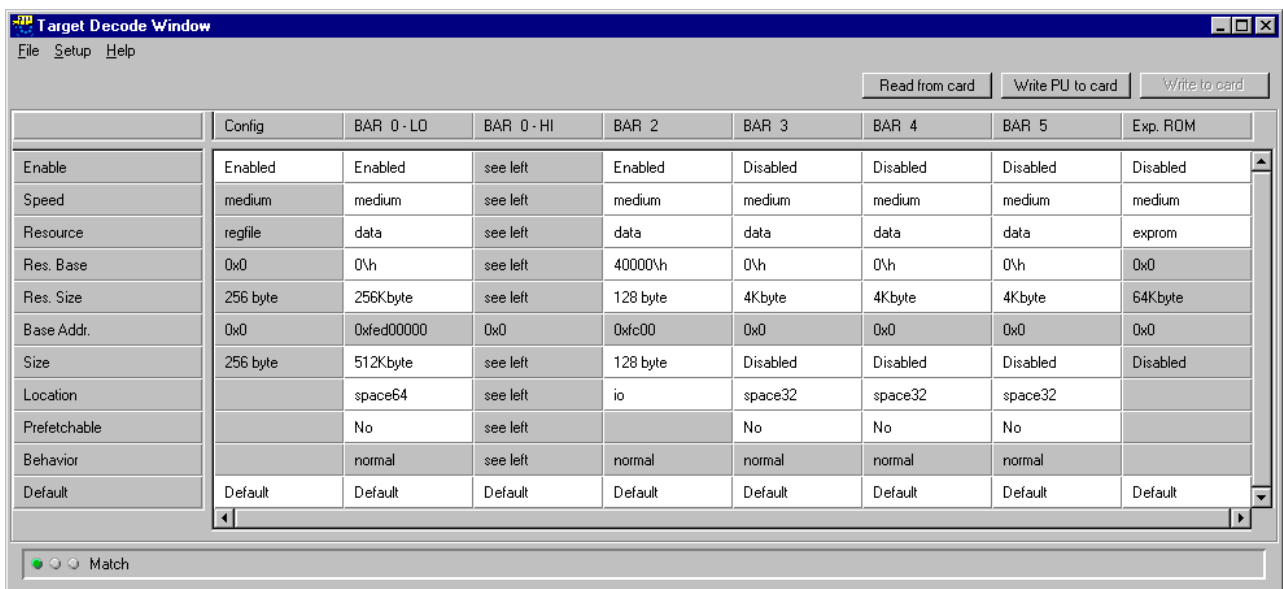 Target Decode Window
File Setup Help
Read from card Write PU to card Write to card
Config BAR 0 - LO BAR 0 - HI BAR 2 BAR 3 BAR 4 BAR 5 Exp. ROM
Enable Enabled Enabled see left Enabled Disabled Disabled Disabled Disabled
Speed medium medium see left medium medium medium medium medium
Resource regfile data see left data data data data exprom
Res. Base 0x0 0\h see left 40000\h 0\h 0\h 0\h 0x0
Res. Size 256 byte 256Kbyte see left 128 byte 4Kbyte 4Kbyte 4Kbyte 64Kbyte
Base Addr. 0x0 0xfed00000 0x0 0xfc00 0x0 0x0 0x0 0x0
Size 256 byte 512Kbyte see left 128 byte Disabled Disabled Disabled Disabled
Location space64 see left io space32 space32 space32
Prefetchable No see left No No No
Behavior normal see left normal normal normal normal
Default Default Default Default Default Default Default Default Default
Match